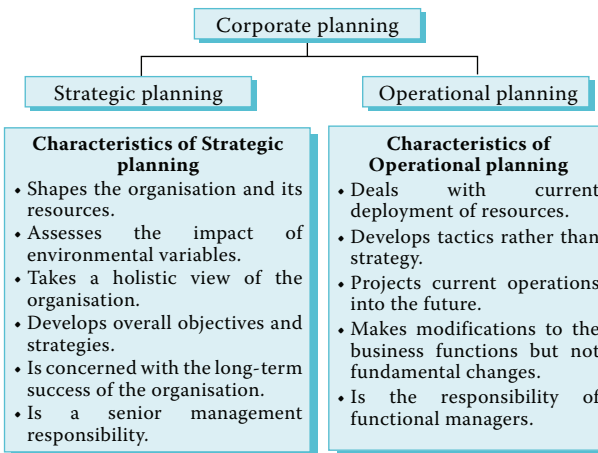 Corporate planning
Strategic planning
Operational planning
Characteristics of Strategic
planning
• Shapes the organisation and its
resources.
• Assesses the impact of
environmental variables.
• Takes a holistic view of the
organisation.
• Develops overall objectives and
strategies.
• Is concerned with the long-term
success of the organisation.
• Is a senior management
responsibility.
Characteristics of
Operational planning
• Deals with current
deployment of resources.
• Develops tactics rather than
strategy.
• Projects current operations
into the future.
• Makes modifications to the
business functions but not
fundamental changes.
• Is the responsibility of
functional managers.